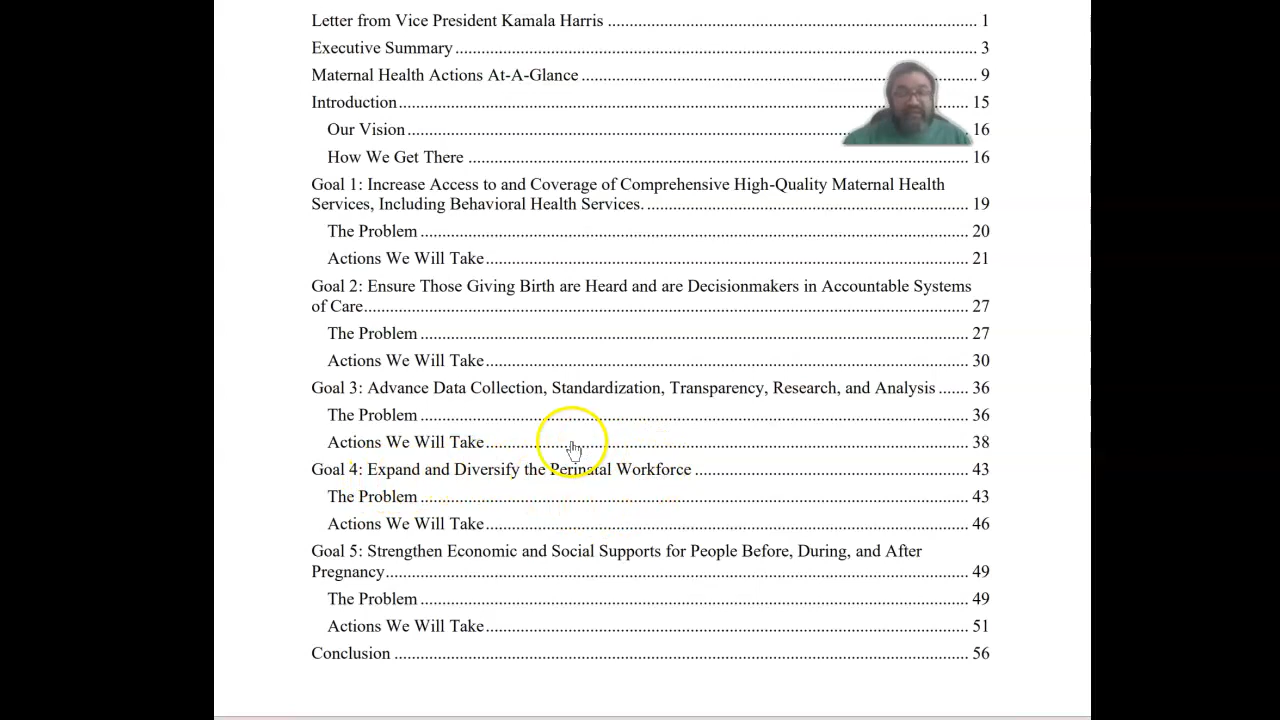 Letter from Vice President Kamala Harris ........................................ 1
Executive Summary ........................................ 3
Maternal Health Actions At-A-Glance ........................................ 9
Introduction ........................................ 15
Our Vision ........................................ 16
How We Get There ........................................ 16
Goal 1: Increase Access to and Coverage of Comprehensive High-Quality Maternal Health
Services, Including Behavioral Health Services. ........................................ 19
The Problem ........................................ 20
Actions We Will Take ........................................ 21
Goal 2: Ensure Those Giving Birth are Heard and are Decisionmakers in Accountable Systems
of Care ........................................ 27
The Problem ........................................ 27
Actions We Will Take ........................................ 30
Goal 3: Advance Data Collection, Standardization, Transparency, Research, and Analysis ....... 36
The Problem ........................................ 36
Actions We Will Take ........................................ 38
Goal 4: Expand and Diversify the Perinatal Workforce ........................................ 43
The Problem ........................................ 43
Actions We Will Take ........................................ 46
Goal 5: Strengthen Economic and Social Supports for People Before, During, and After
Pregnancy ........................................ 49
The Problem ........................................ 49
Actions We Will Take ........................................ 51
Conclusion ........................................ 56